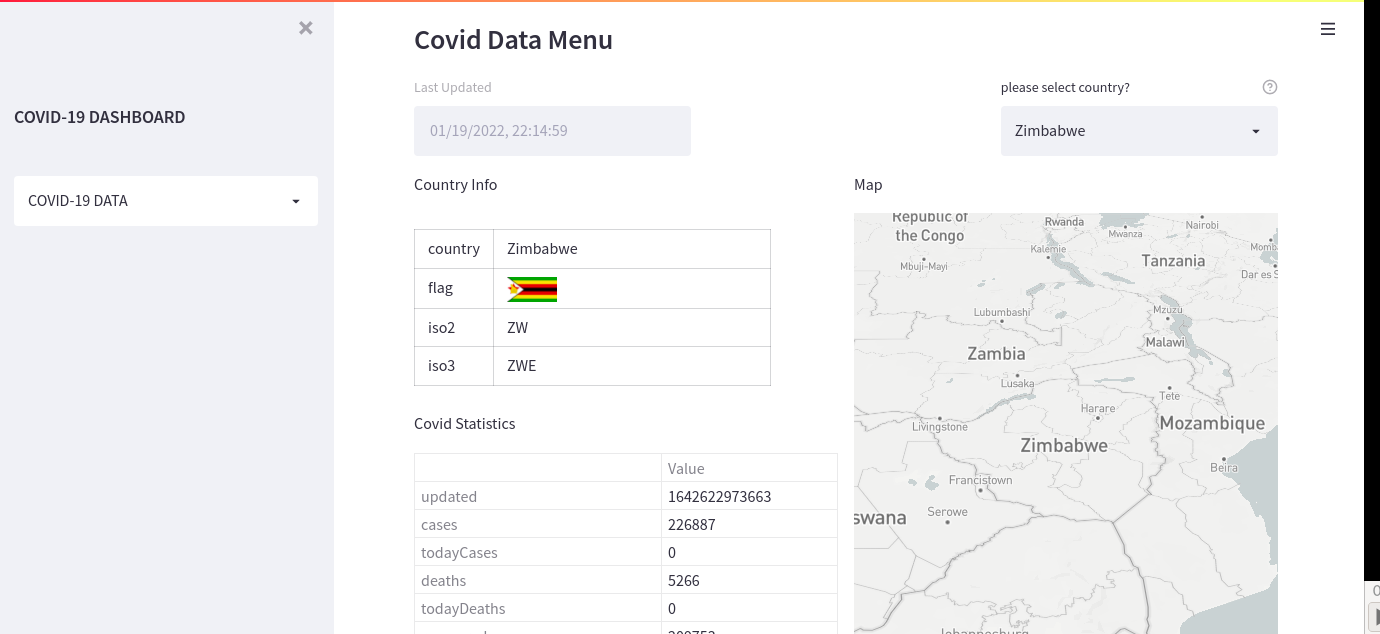 Covid Data Menu
COVID-19 DASHBOARD
COVID-19 DATA
Last Updated
01/19/2022, 22:14:59
please select country?
Zimbabwe
Country Info
country Zimbabwe
flag
iso2 ZW
iso3 ZWE
Covid Statistics
Value
updated 1642622973663
cases 226887
todayCases 0
deaths 5266
todayDeaths 0
Map
Republic of
the Congo
Rwanda
Nairobi
Mwanza
Kalemie
Mbuji-Mayi
Tanzania
Dar es
Lubumbashi
Mzuzu
Malawi
Zambia
Lusaka
Tete
Harare
Livingstone
Mozambique
Zimbabwe
Beira
Francistown
Serowe
swana
Johannesburg